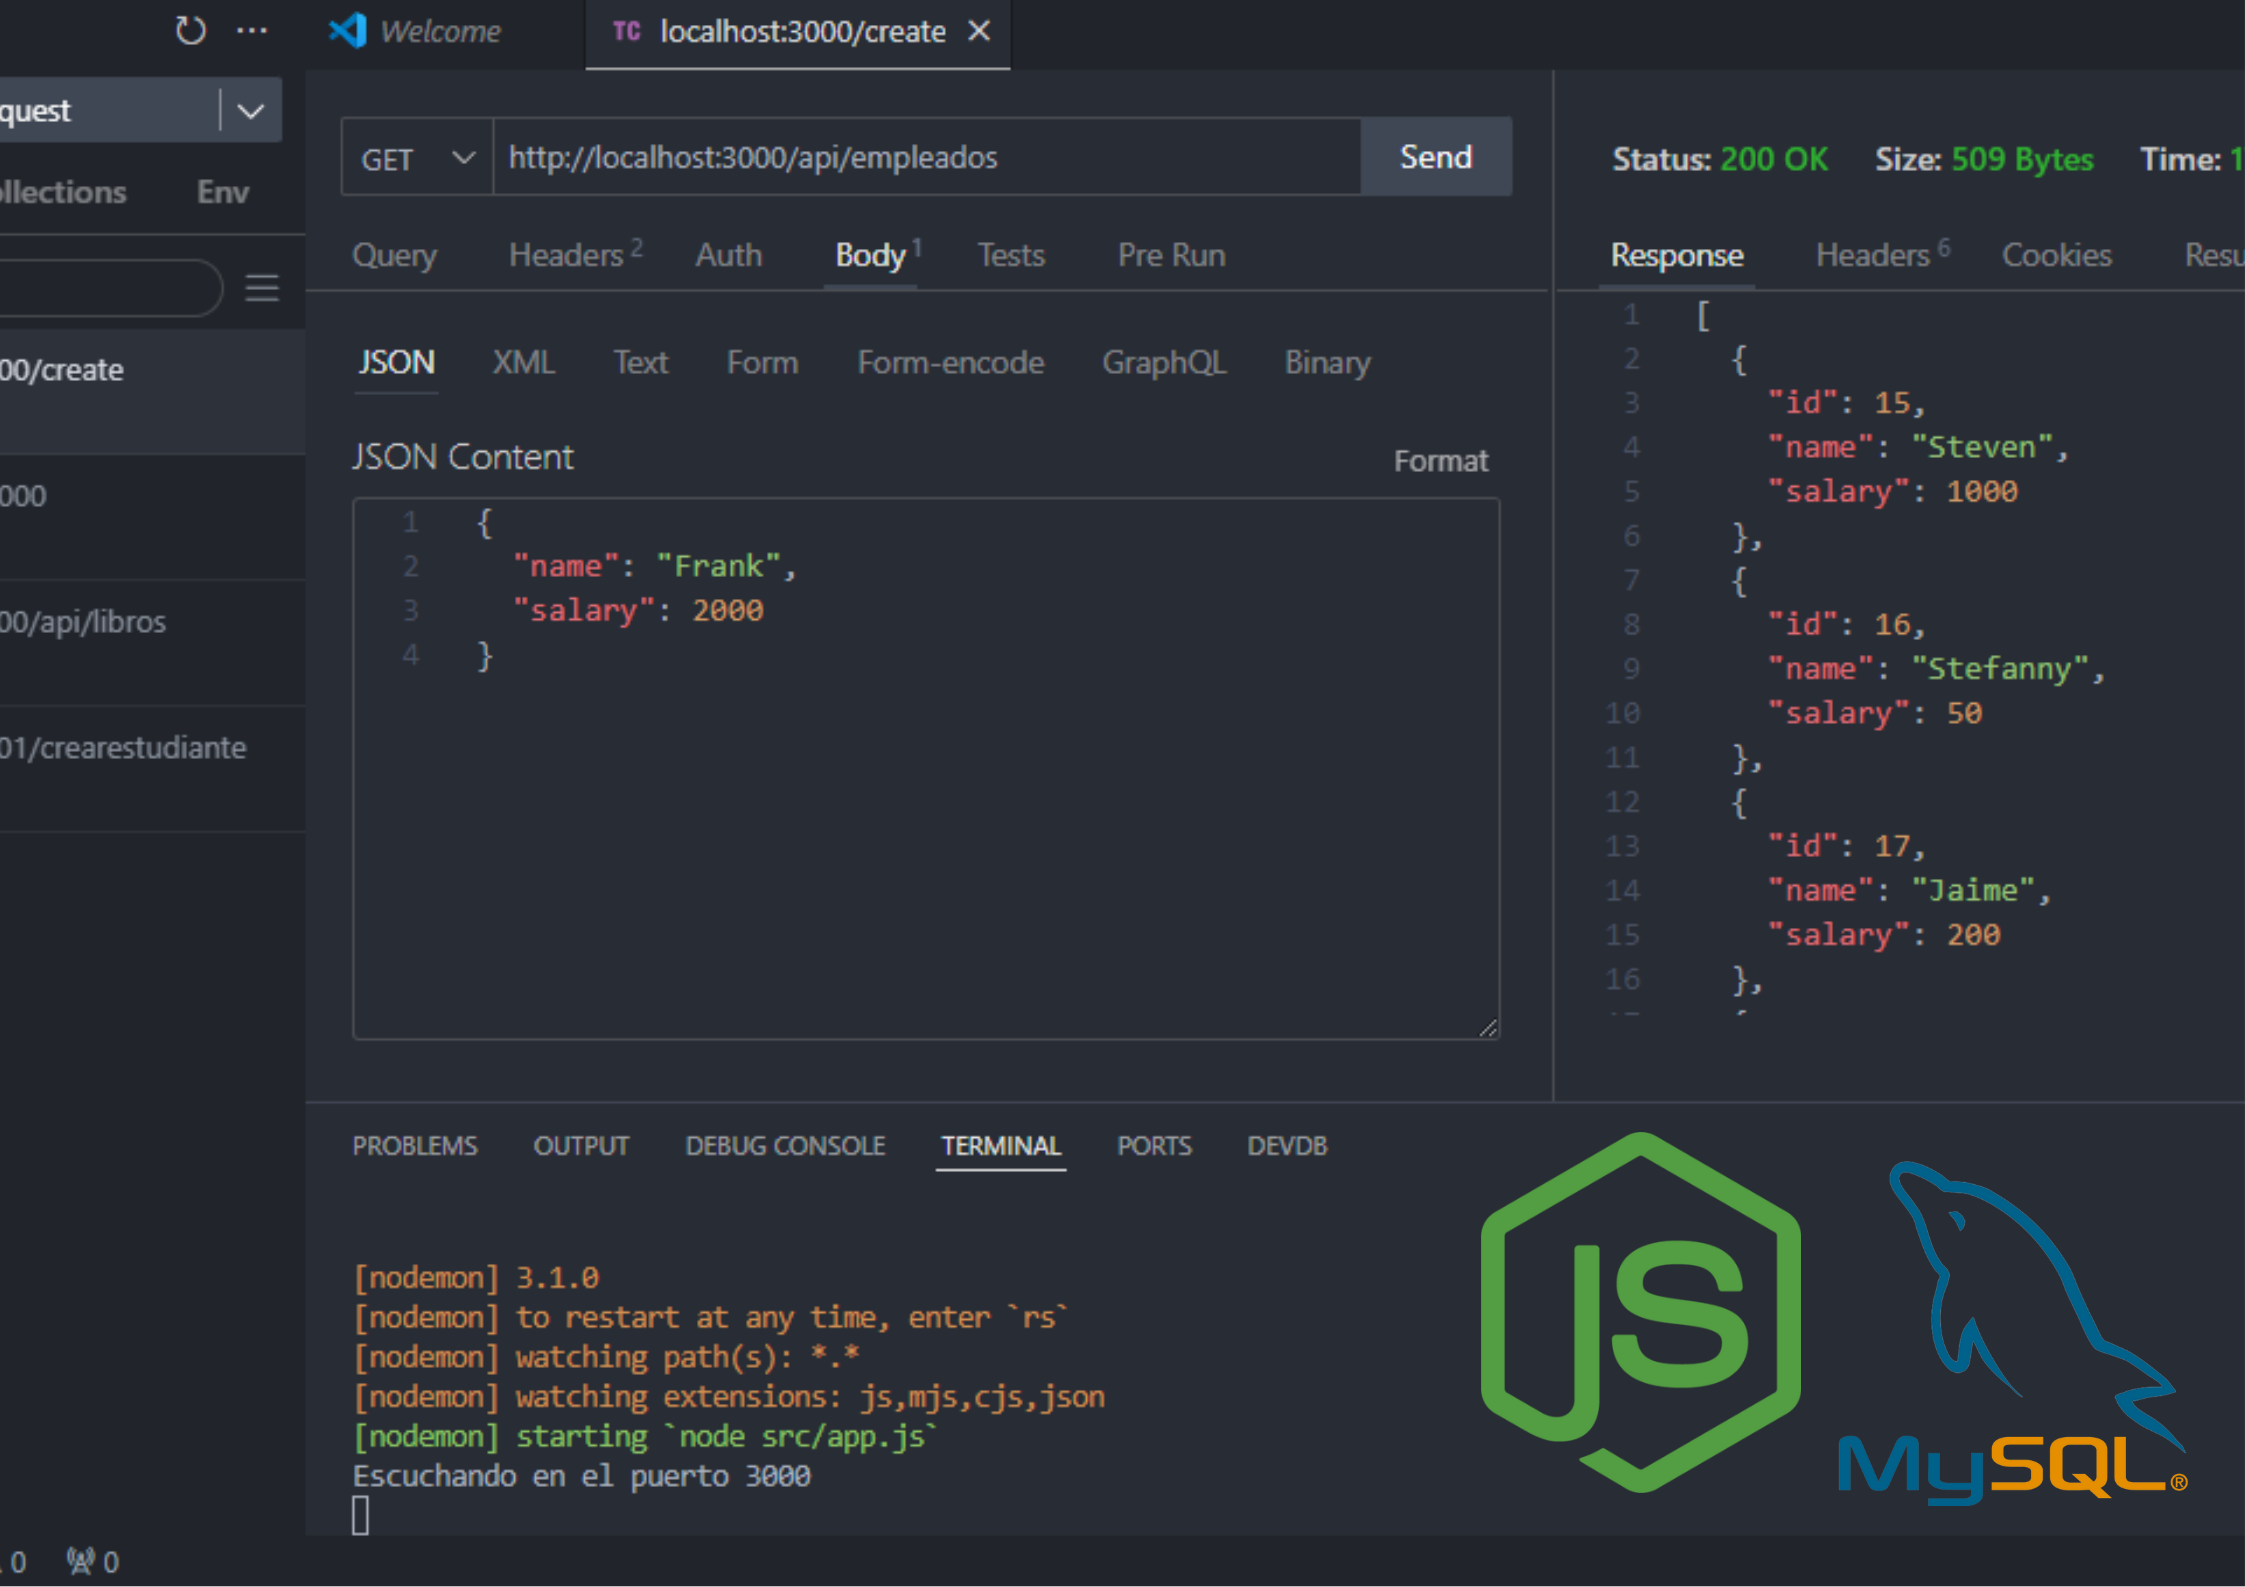 Welcome
TC localhost:3000/create
quest
GET http://localhost:3000/api/empleados Send
Status: 200 OK Size: 509 Bytes Time: 1
llections Env
Query Headers 2 Auth Body 1 Tests Pre Run
Response Headers 6 Cookies Resu
00/create
000
00/api/libros
01/crearestudiante
JSON XML Text Form Form-encode GraphQL Binary
JSON Content Format
1 {
2 "name": "Frank",
3 "salary": 2000
4 }
1 [
2 {
3 "id": 15,
4 "name": "Steven",
5 "salary": 1000
6 },
7 {
8 "id": 16,
9 "name": "Stefanny",
10 "salary": 50
11 },
12 {
13 "id": 17,
14 "name": "Jaime",
15 "salary": 200
16 },
PROBLEMS OUTPUT DEBUG CONSOLE TERMINAL PORTS DEVDB
[nodemon] 3.1.0
[nodemon] to restart at any time, enter `rs`
[nodemon] watching path(s): *.*
[nodemon] watching extensions: js,mjs,cjs,json
[nodemon] starting `node src/app.js`
Escuchando en el puerto 3000
JS
MySQL®
0 0